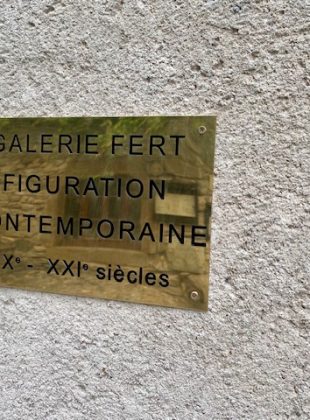 GALERIE FERT
FIGURATION
ONTEMPORAINE
Xe - XXIe siècles